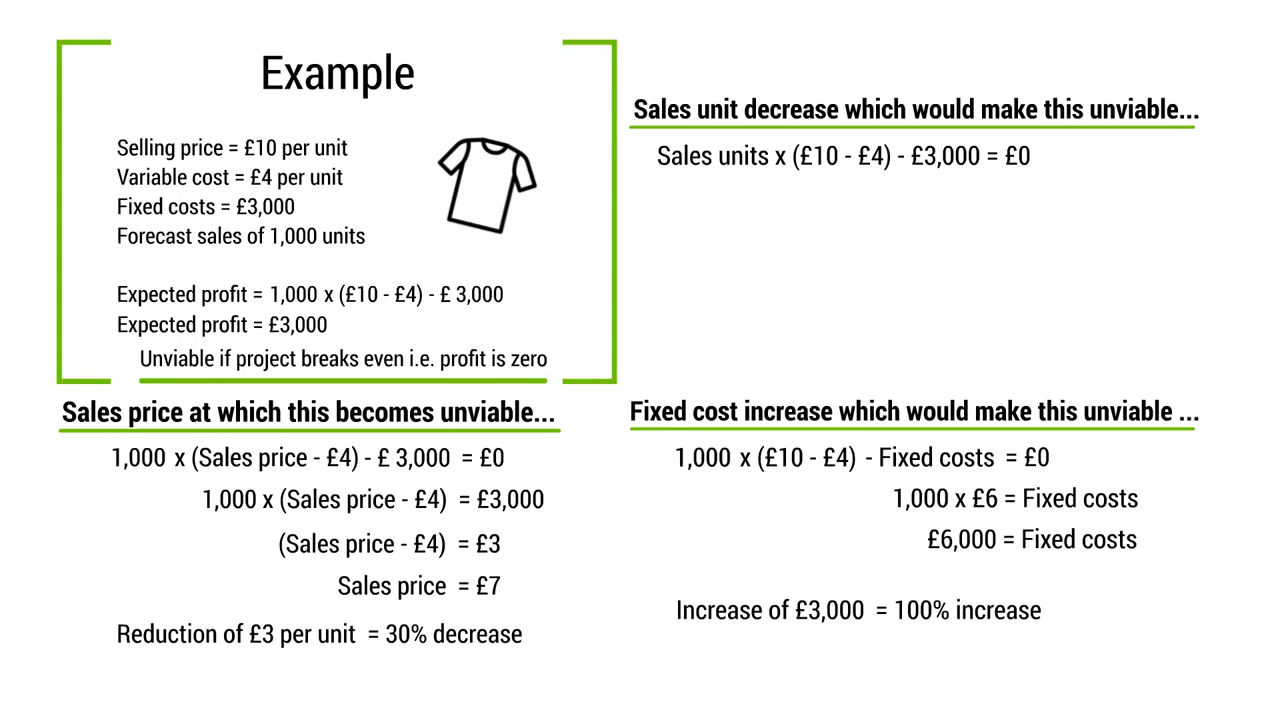 Example
Selling price = £10 per unit
Variable cost = £4 per unit
Fixed costs = £3,000
Forecast sales of 1,000 units
Expected profit = 1,000 x (£10 - £4) - £ 3,000
Expected profit = £3,000
Unviable if project breaks even i.e. profit is zero
Sales unit decrease which would make this unviable...
Sales units x (£10 - £4) - £3,000 = £0
Sales price at which this becomes unviable...
1,000 x (Sales price - £4) - £ 3,000 = £0
1,000 x (Sales price - £4) = £3,000
(Sales price - £4) = £3
Sales price = £7
Reduction of £3 per unit = 30% decrease
Fixed cost increase which would make this unviable ...
1,000 x (£10 - £4) - Fixed costs = £0
1,000 x £6 = Fixed costs
£6,000 = Fixed costs
Increase of £3,000 = 100% increase